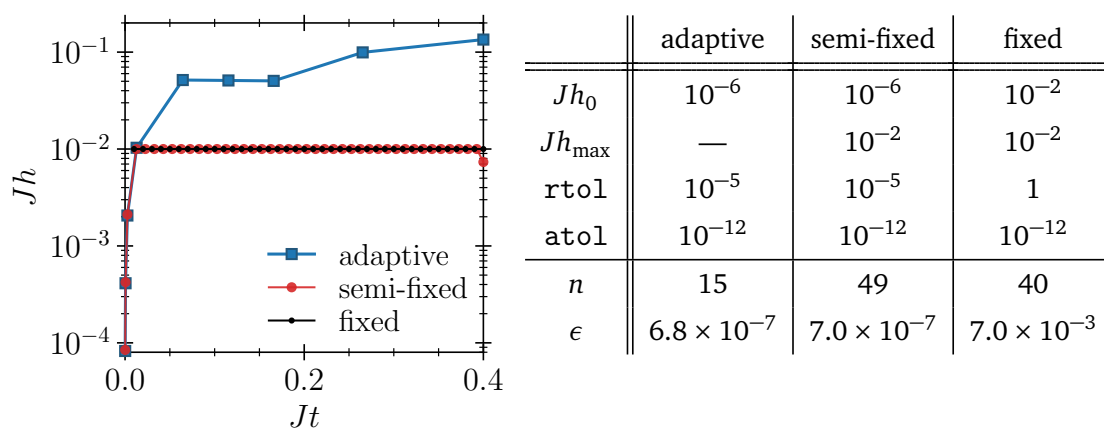 10⁻¹
10⁻²
10⁻³
10⁻⁴
Jh
adaptive
semi-fixed
fixed
0.0 0.2 0.4
Jt
adaptive semi-fixed fixed
Jh₀ 10⁻⁶ 10⁻⁶ 10⁻²
Jhₘₐₓ — 10⁻² 10⁻²
rtol 10⁻⁵ 10⁻⁵ 1
atol 10⁻¹² 10⁻¹² 10⁻¹²
n 15 49 40
ϵ 6.8 × 10⁻⁷ 7.0 × 10⁻⁷ 7.0 × 10⁻³